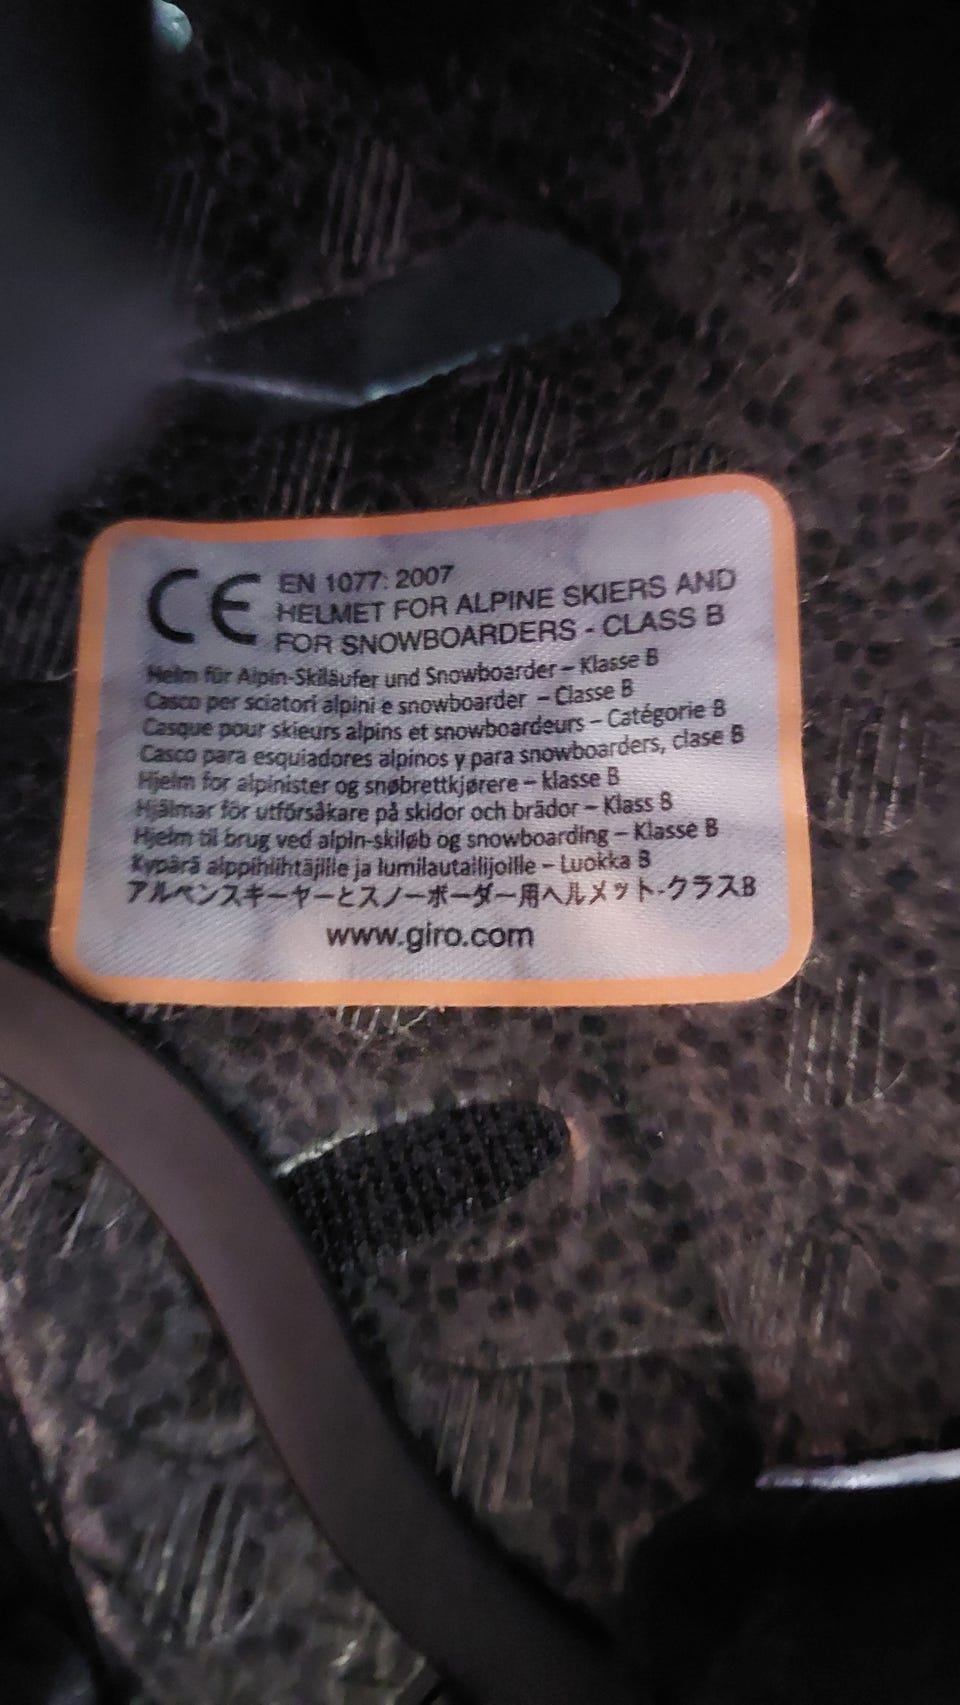 CE
EN 1077: 2007
HELMET FOR ALPINE SKIERS AND
FOR SNOWBOARDERS - CLASS B
Helm für Alpin-Skiläufer und Snowboarder – Klasse B
Casco per sciatori alpini e snowboarder – Classe B
Casque pour skieurs alpins et snowboardeurs – Catégorie B
Casco para esquiadores alpinos y para snowboarders, clase B
Hjelm for alpinister og snøbrettkjørere – klasse B
Hjälmar för utförsåkare på skidor och brädor – Klass B
Hjelm til brug ved alpin-skiløb og snowboarding – Klasse B
Kypärä alppihiihtäjille ja lumilautailijoille – Luokka B
アルペンスキーヤーとスノーボーダー用ヘルメット-クラスB
www.giro.com